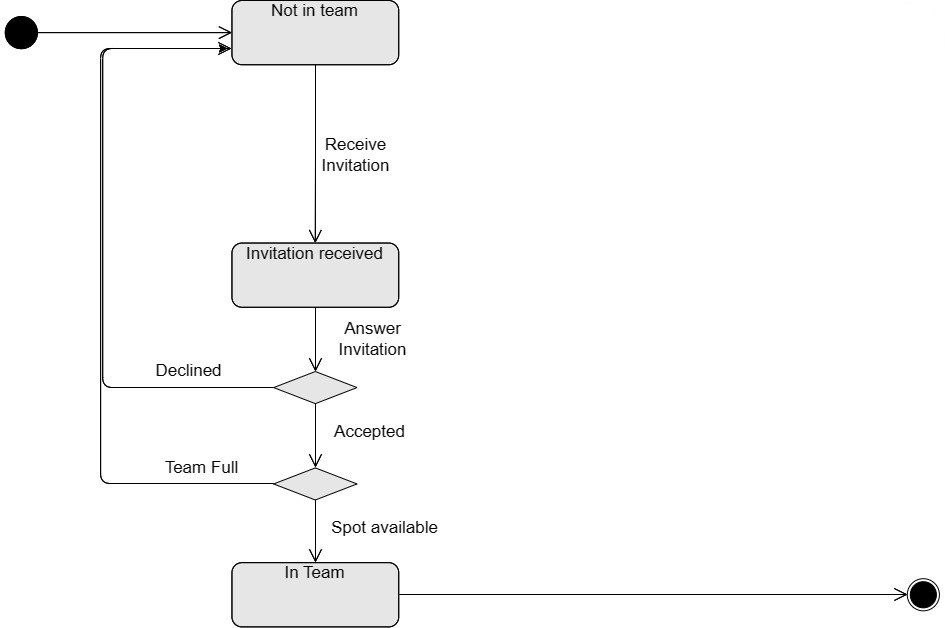 Not in team
Receive
Invitation
Invitation received
Answer
Invitation
Declined
Accepted
Team Full
Spot available
In Team